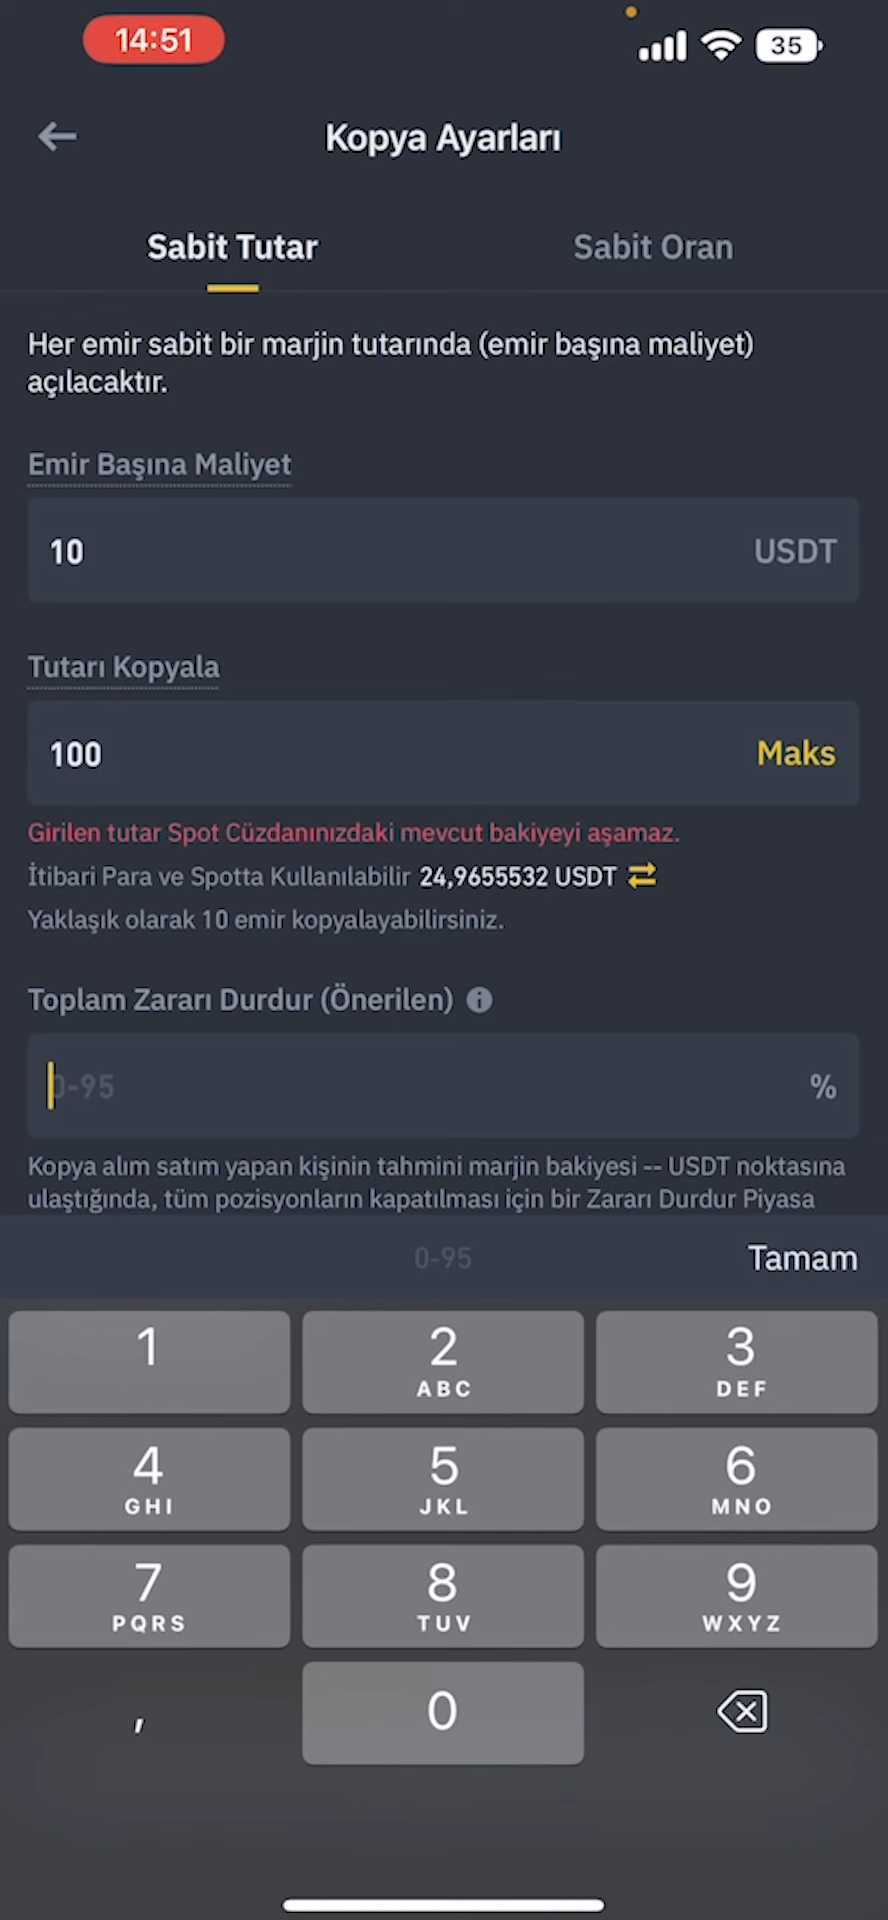 14:51
35
Kopya Ayarları
Sabit Tutar
Sabit Oran
Her emir sabit bir marjin tutarında (emir başına maliyet)
açılacaktır.
Emir Başına Maliyet
10
USDT
Tutarı Kopyala
100
Maks
Girilen tutar Spot Cüzdanınızdaki mevcut bakiyeyi aşamaz.
İtibari Para ve Spotta Kullanılabilir 24,9655532 USDT
Yaklaşık olarak 10 emir kopyalayabilirsiniz.
Toplam Zararı Durdur (Önerilen)
0-95
%
Kopya alım satım yapan kişinin tahmini marjin bakiyesi -- USDT noktasına
ulaştığında, tüm pozisyonların kapatılması için bir Zararı Durdur Piyasa
0-95
Tamam
1
2
ABC
3
DEF
4
GHI
5
JKL
6
MNO
7
PQRS
8
TUV
9
WXYZ
,
0